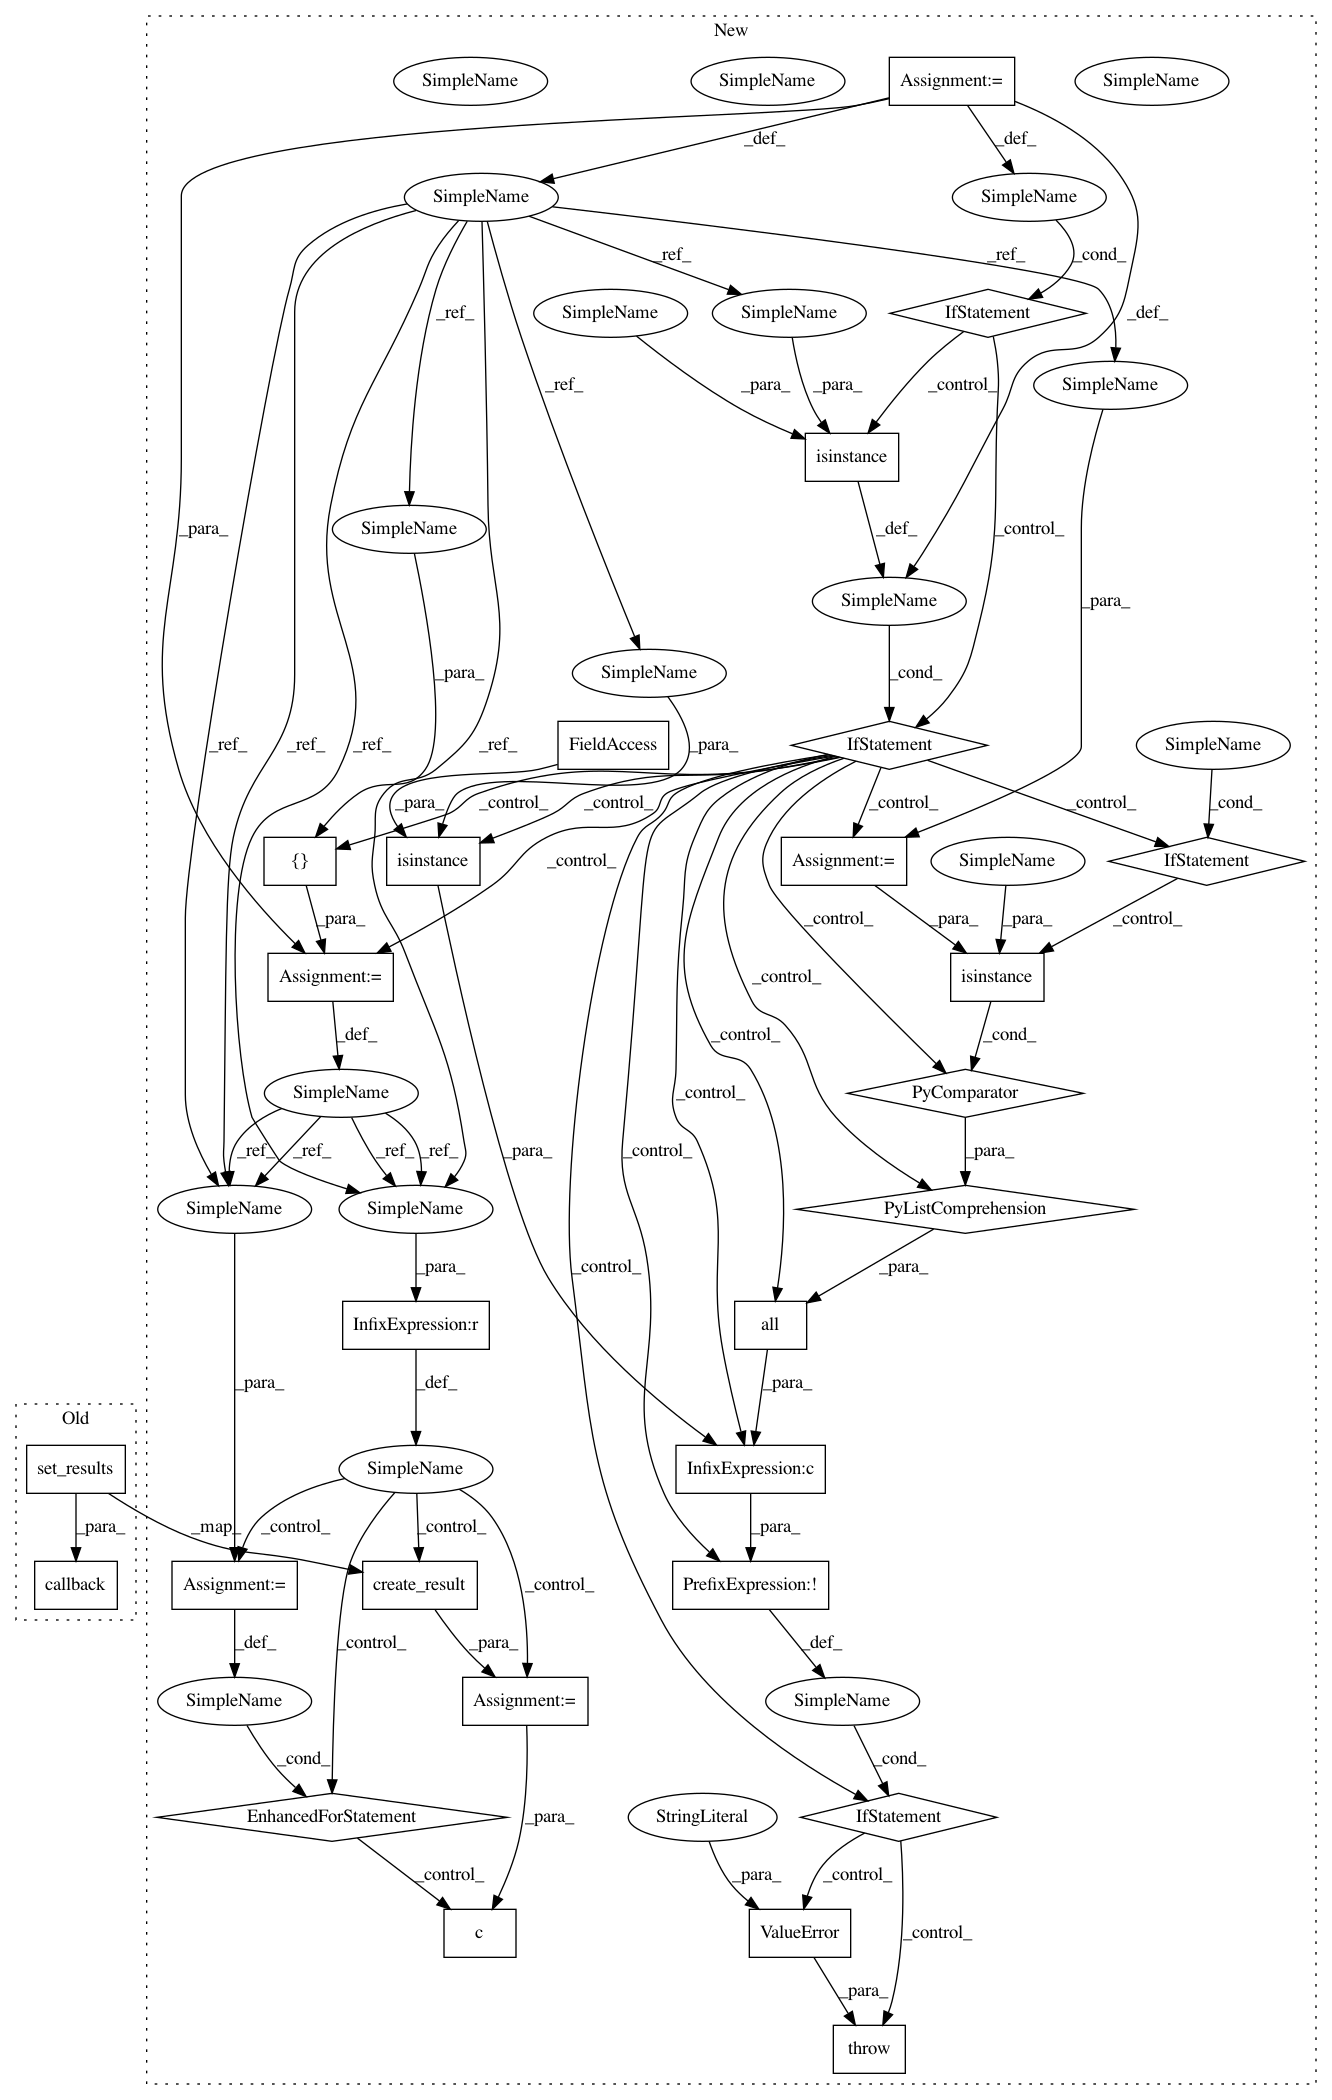 New
SimpleName
SimpleName
Assignment:=
SimpleName
_def_
_def_
SimpleName
SimpleName
_ref_
_ref_
_cond_
SimpleName
SimpleName
IfStatement
_ref_
_def_
_ref_
_para_
_para_
_control_
SimpleName
isinstance
_para_
SimpleName
_def_
_control_
SimpleName
_para_
_para_
SimpleName
_cond_
_ref_
_ref_
_ref_
_ref_
FieldAccess
_para_
IfStatement
SimpleName
_para_
_control_
_control_
_control_
_control_
_cond_
{}
isinstance
_control_
Assignment:=
SimpleName
IfStatement
_para_
_control_
_para_
_para_
_control_
Assignment:=
_control_
isinstance
_def_
_control_
_cond_
SimpleName
_control_
PyComparator
_ref_
_ref_
_ref_
_ref_
_para_
_control_
_para_
SimpleName
SimpleName
PyListComprehension
_para_
_control_
_para_
InfixExpression:r
all
_para_
_def_
_para_
Old
set_results
SimpleName
InfixExpression:c
_para_
_map_
_control_
_control_
_para_
callback
Assignment:=
create_result
_control_
PrefixExpression:!
_def_
_control_
_para_
_def_
SimpleName
Assignment:=
SimpleName
_cond_
_cond_
EnhancedForStatement
_para_
StringLiteral
IfStatement
_control_
_para_
_control_
c
ValueError
_control_
_para_
throw